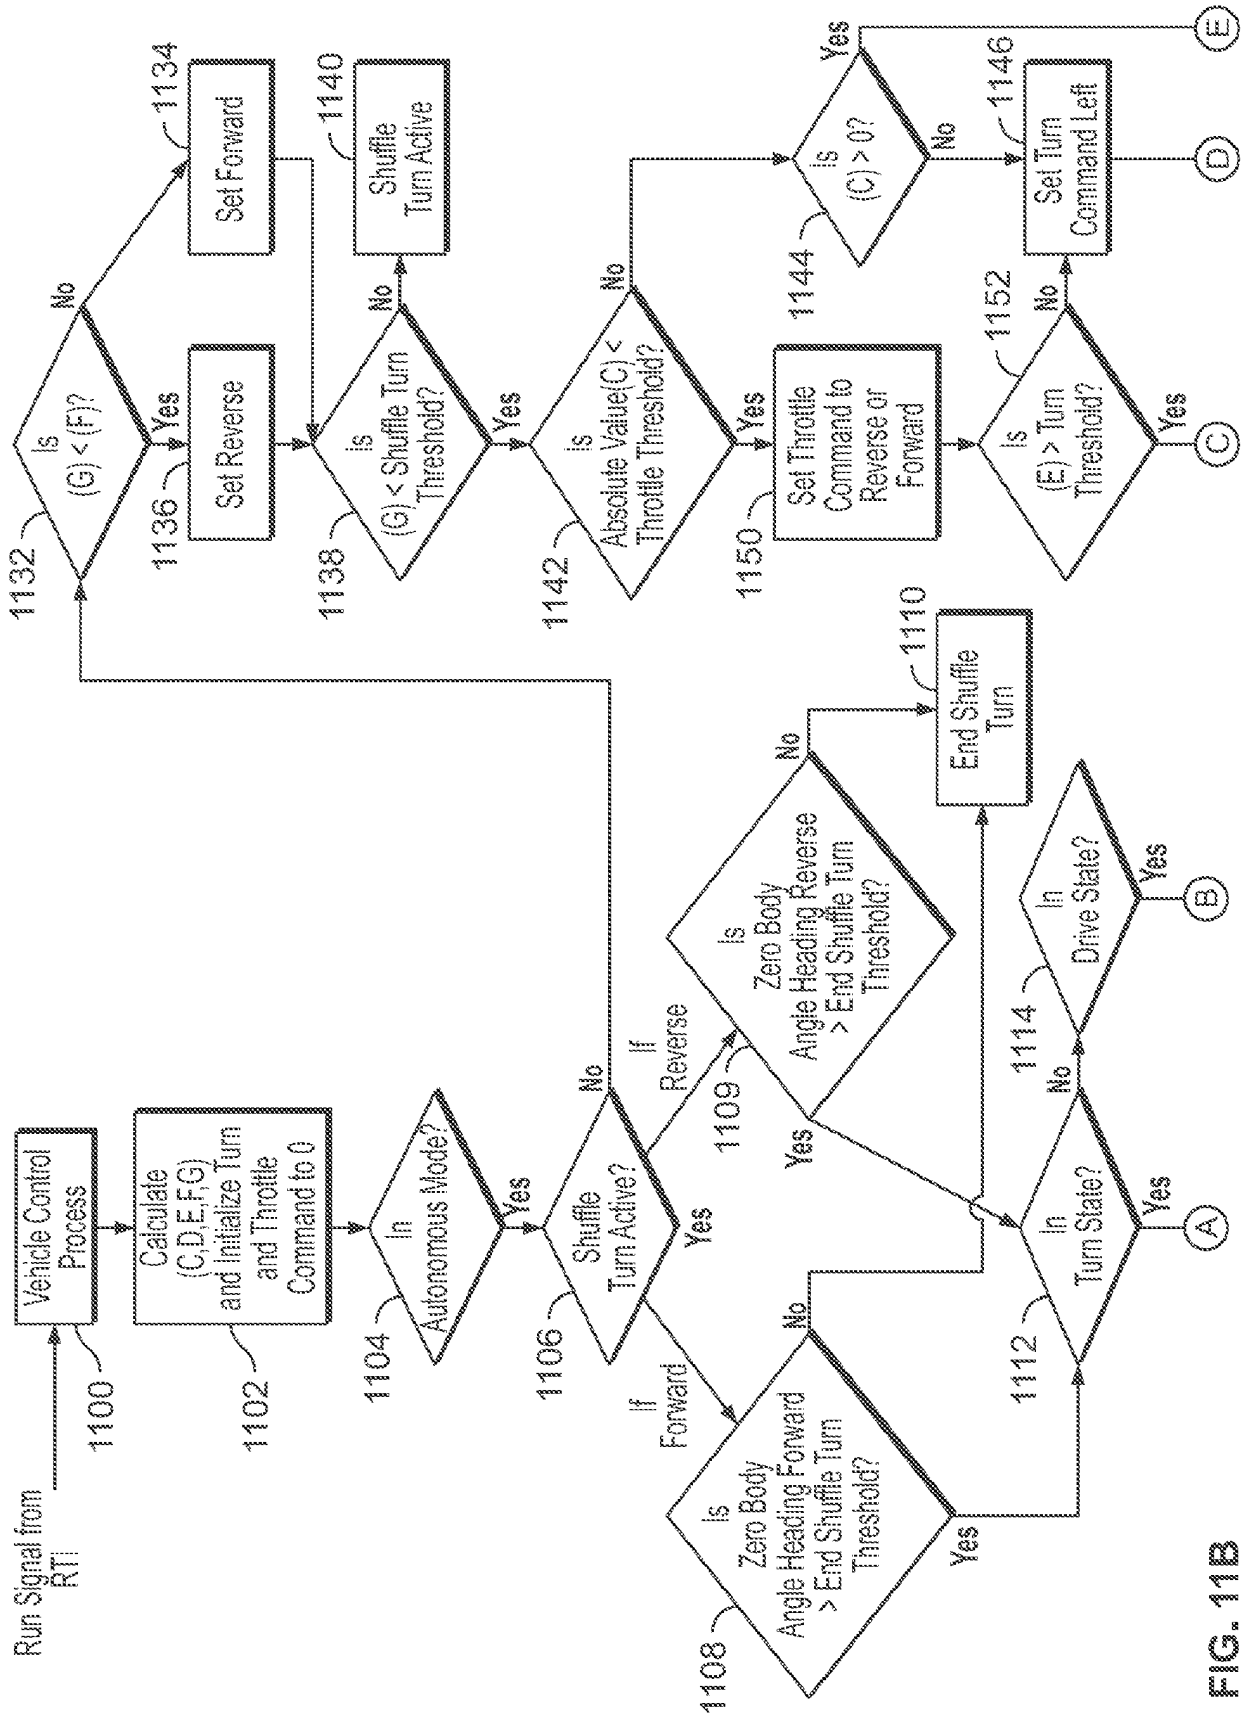 Run Signal from
RTI
1100
Vehicle Control
Process
1102
Calculate
(C,D,E,F,G)
and Initialize Turn
and Throttle
Command to 0
1104
In
Autonomous Mode?
Yes
1106
Shuffle
Turn Active?
No
Yes
If
Forward
If
Reverse
1108
Is
Zero Body
Angle Heading Forward
> End Shuffle Turn
Threshold?
No
Yes
1109
Is
Zero Body
Angle Heading Reverse
> End Shuffle Turn
Threshold?
No
Yes
1110
End Shuffle
Turn
1112
In
Turn State?
No
Yes
A
1114
In
Drive State?
Yes
B
1132
Is
(G) < (F)?
No
Yes
1134
Set Forward
1136
Set Reverse
1138
Is
(G) < Shuffle Turn
Threshold?
No
Yes
1140
Shuffle
Turn Active
1142
Is
Absolute Value(C) <
Throttle Threshold?
No
Yes
1144
Is
(C) > 0?
Yes
No
E
1146
Set Turn
Command Left
D
1150
Set Throttle
Command to
Reverse or
Forward
1152
Is
(E) > Turn
Threshold?
No
Yes
C
FIG. 11B